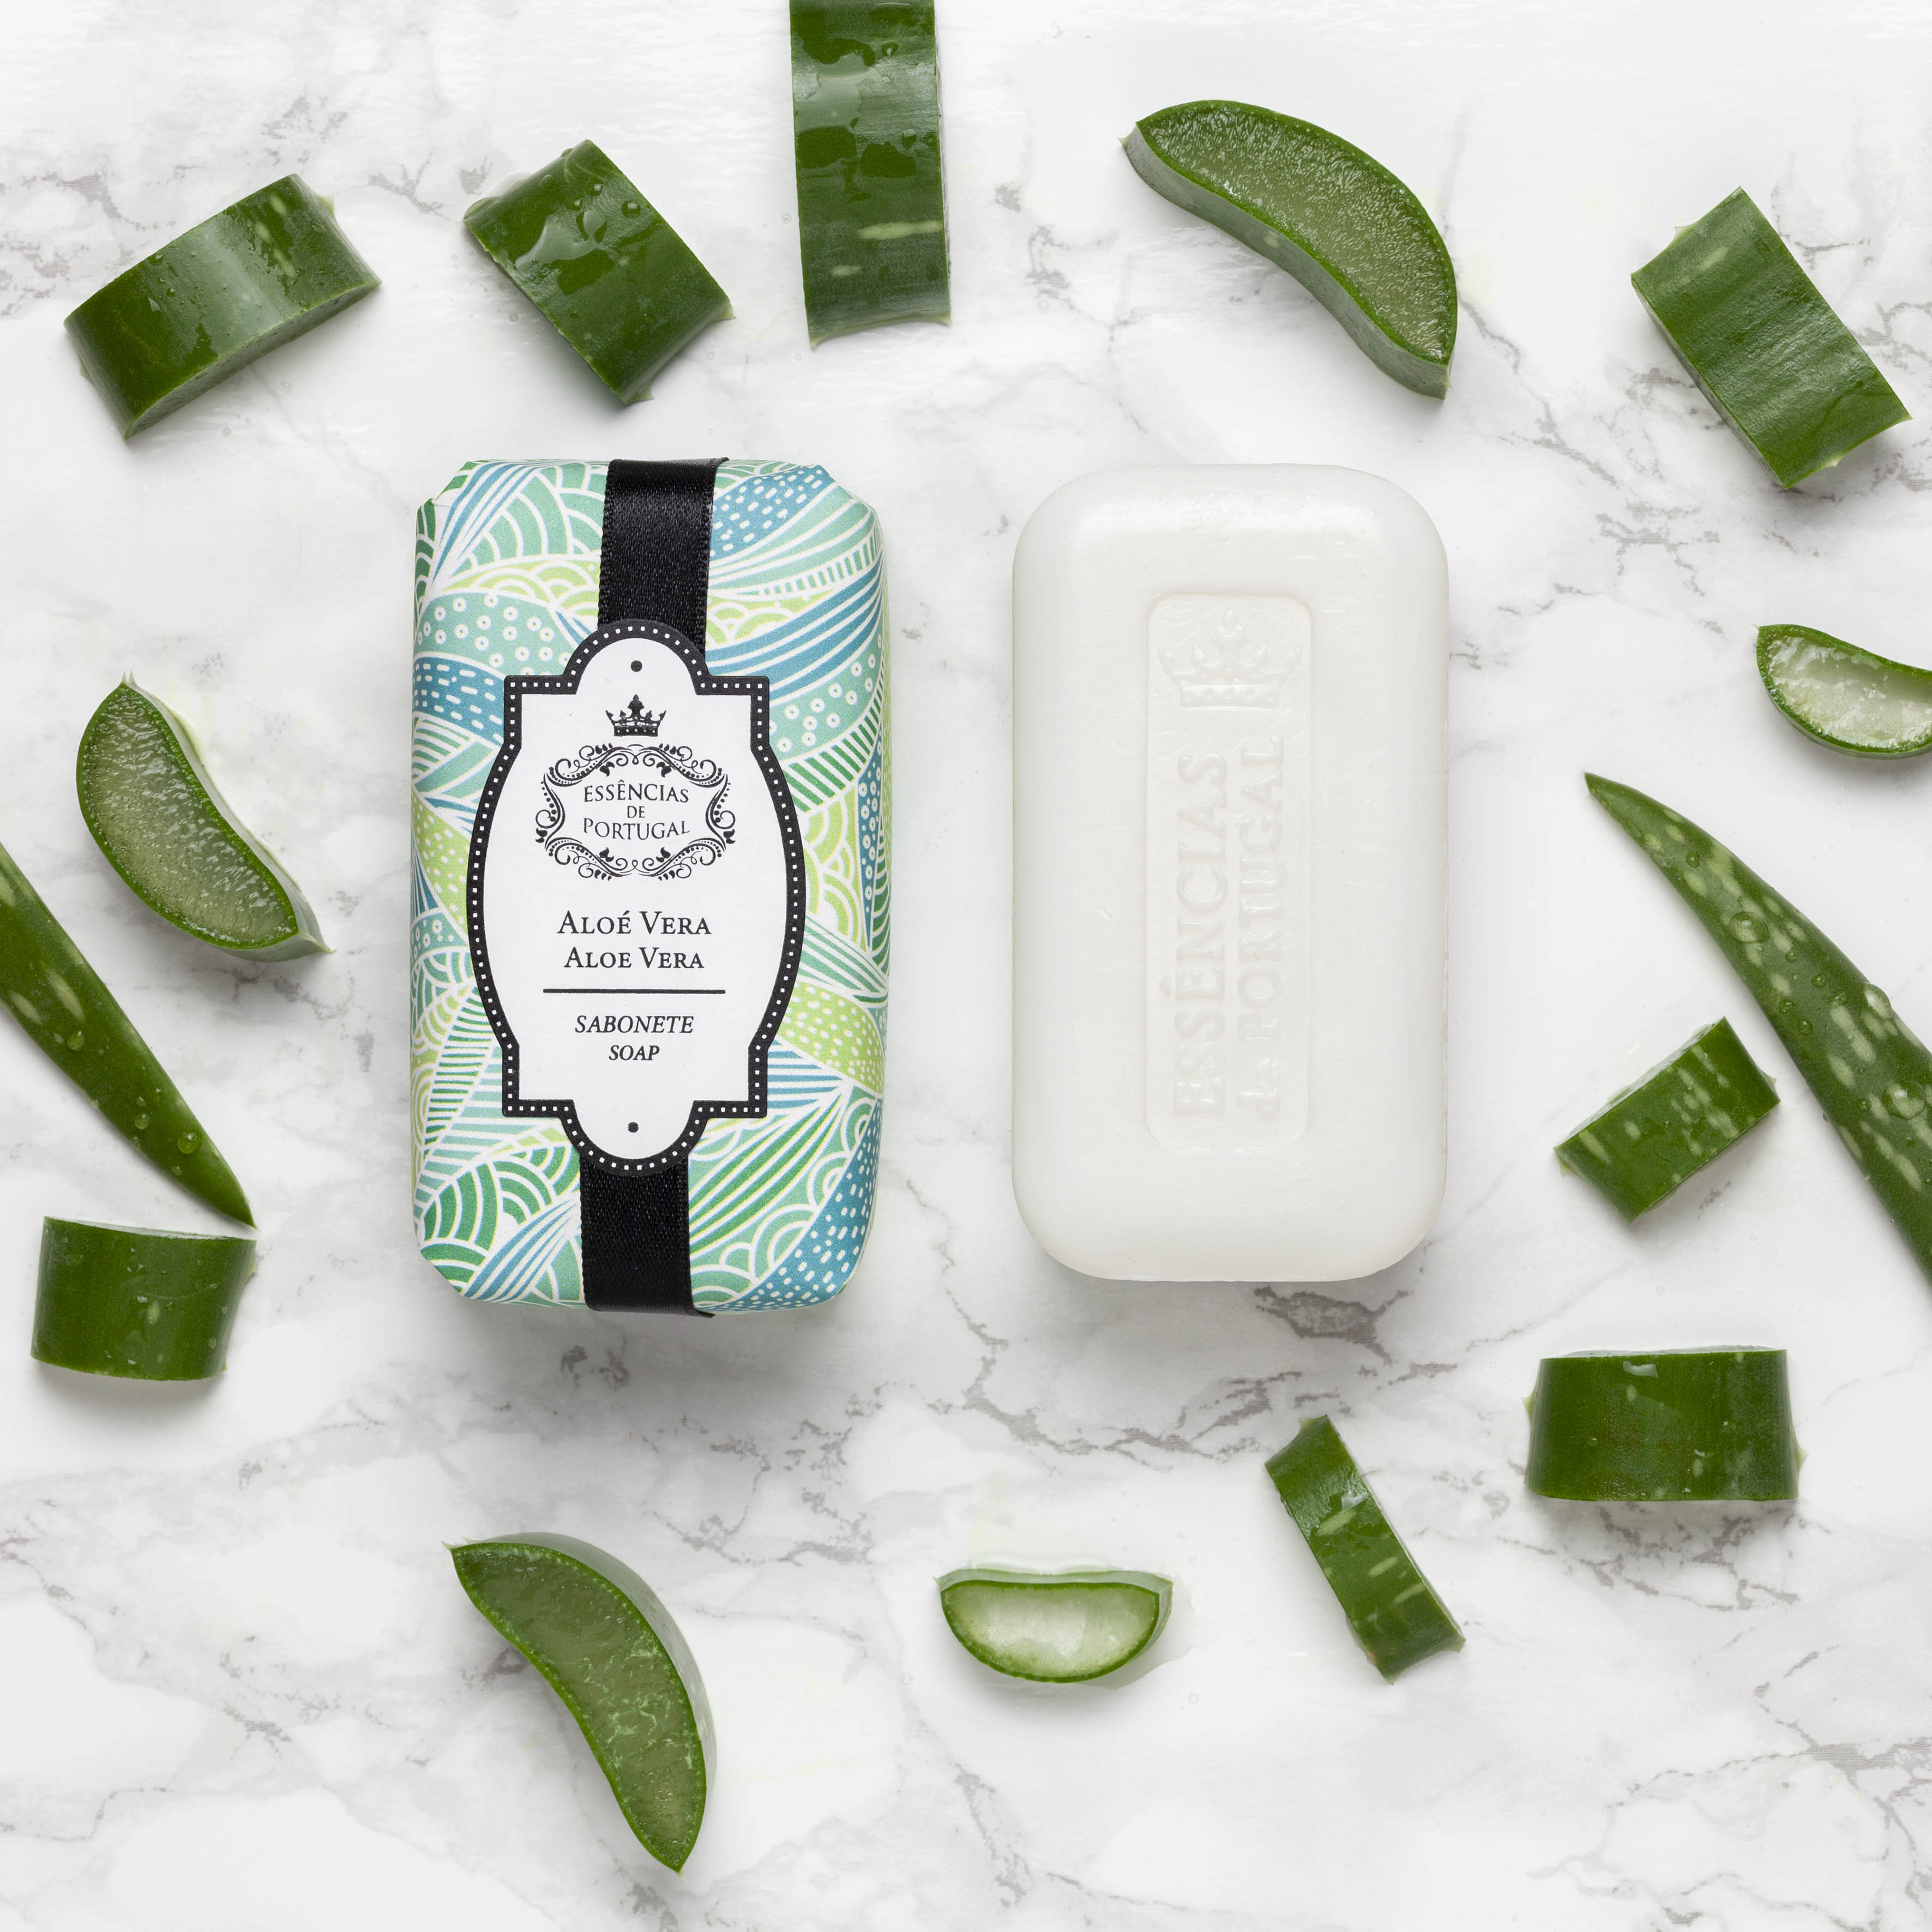 ESSÊNCIAS
DE
PORTUGAL
ALOÉ VERA
ALOE VERA
SABONETE
SOAP
ESSÊNCIAS
de PORTUGAL